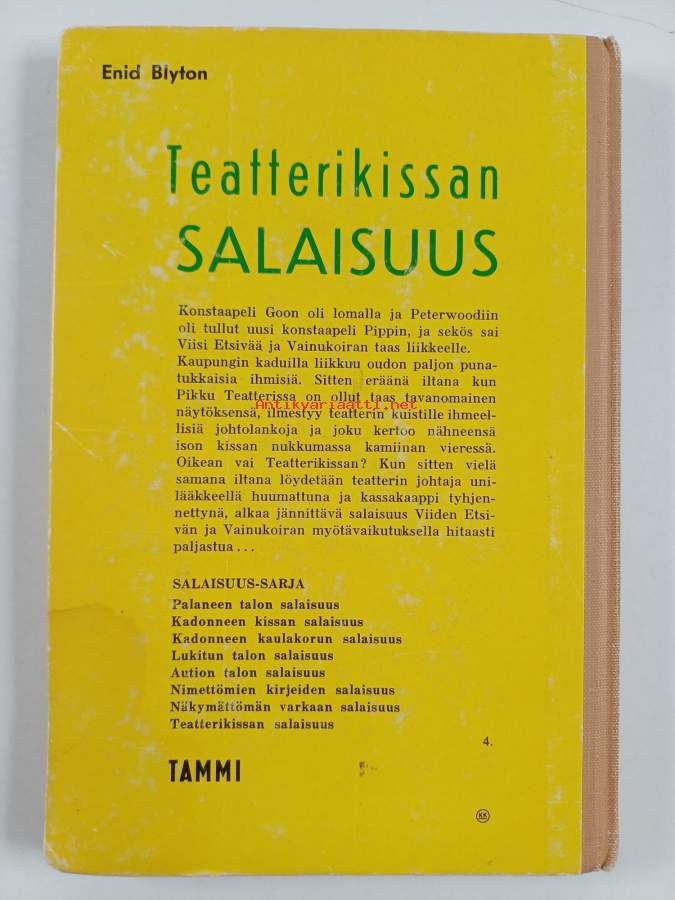 Enid Blyton
Teatterikissan
SALAISUUS
Konstaapeli Goon oli lomalla ja Peterwoodiin
oli tullut uusi konstaapeli Pippin, ja sekös sai
Viisi Etsivää ja Vainukoiran taas liikkeelle.
Kaupungin kaduilla liikkuu oudon paljon puna-
tukkaisia ihmisiä. Sitten eräänä iltana kun
Pikku Teatterissa on ollut taas tavanomainen
Antikvariaatti.net
näytöksensä, ilmestyy teatterin kuistille ihmeel-
lisiä johtolankoja ja joku kertoo nähneensä
ison kissan nukkumassa kamiinan vieressä.
Oikean vai Teatterikissan? Kun sitten vielä
samana iltana löydetään teatterin johtaja uni-
lääkkeellä huumattuna ja kassakaappi tyhjen-
nettynä, alkaa jännittävä salaisuus Viiden Etsi-
vän ja Vainukoiran myötävaikutuksella hitaasti
paljastua...
SALAISUUS-SARJA
Palaneen talon salaisuus
Kadonneen kissan salaisuus
Kadonneen kaulakorun salaisuus
Lukitun talon salaisuus
Aution talon salaisuus
Nimettömien kirjeiden salaisuus
Näkymättömän varkaan salaisuus
Teatterikissan salaisuus
4.
TAMMI
KK